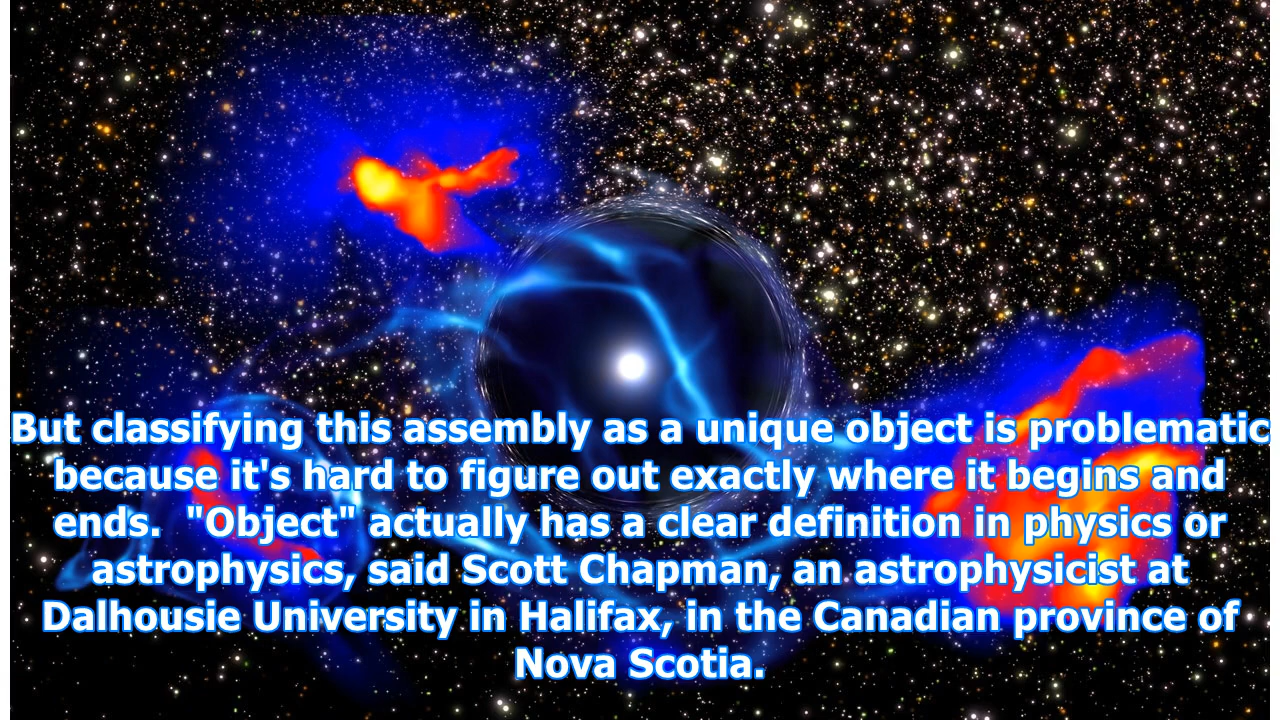 But classifying this assembly as a unique object is problematic
because it's hard to figure out exactly where it begins and
ends.  "Object" actually has a clear definition in physics or
astrophysics, said Scott Chapman, an astrophysicist at
Dalhousie University in Halifax, in the Canadian province of
Nova Scotia.